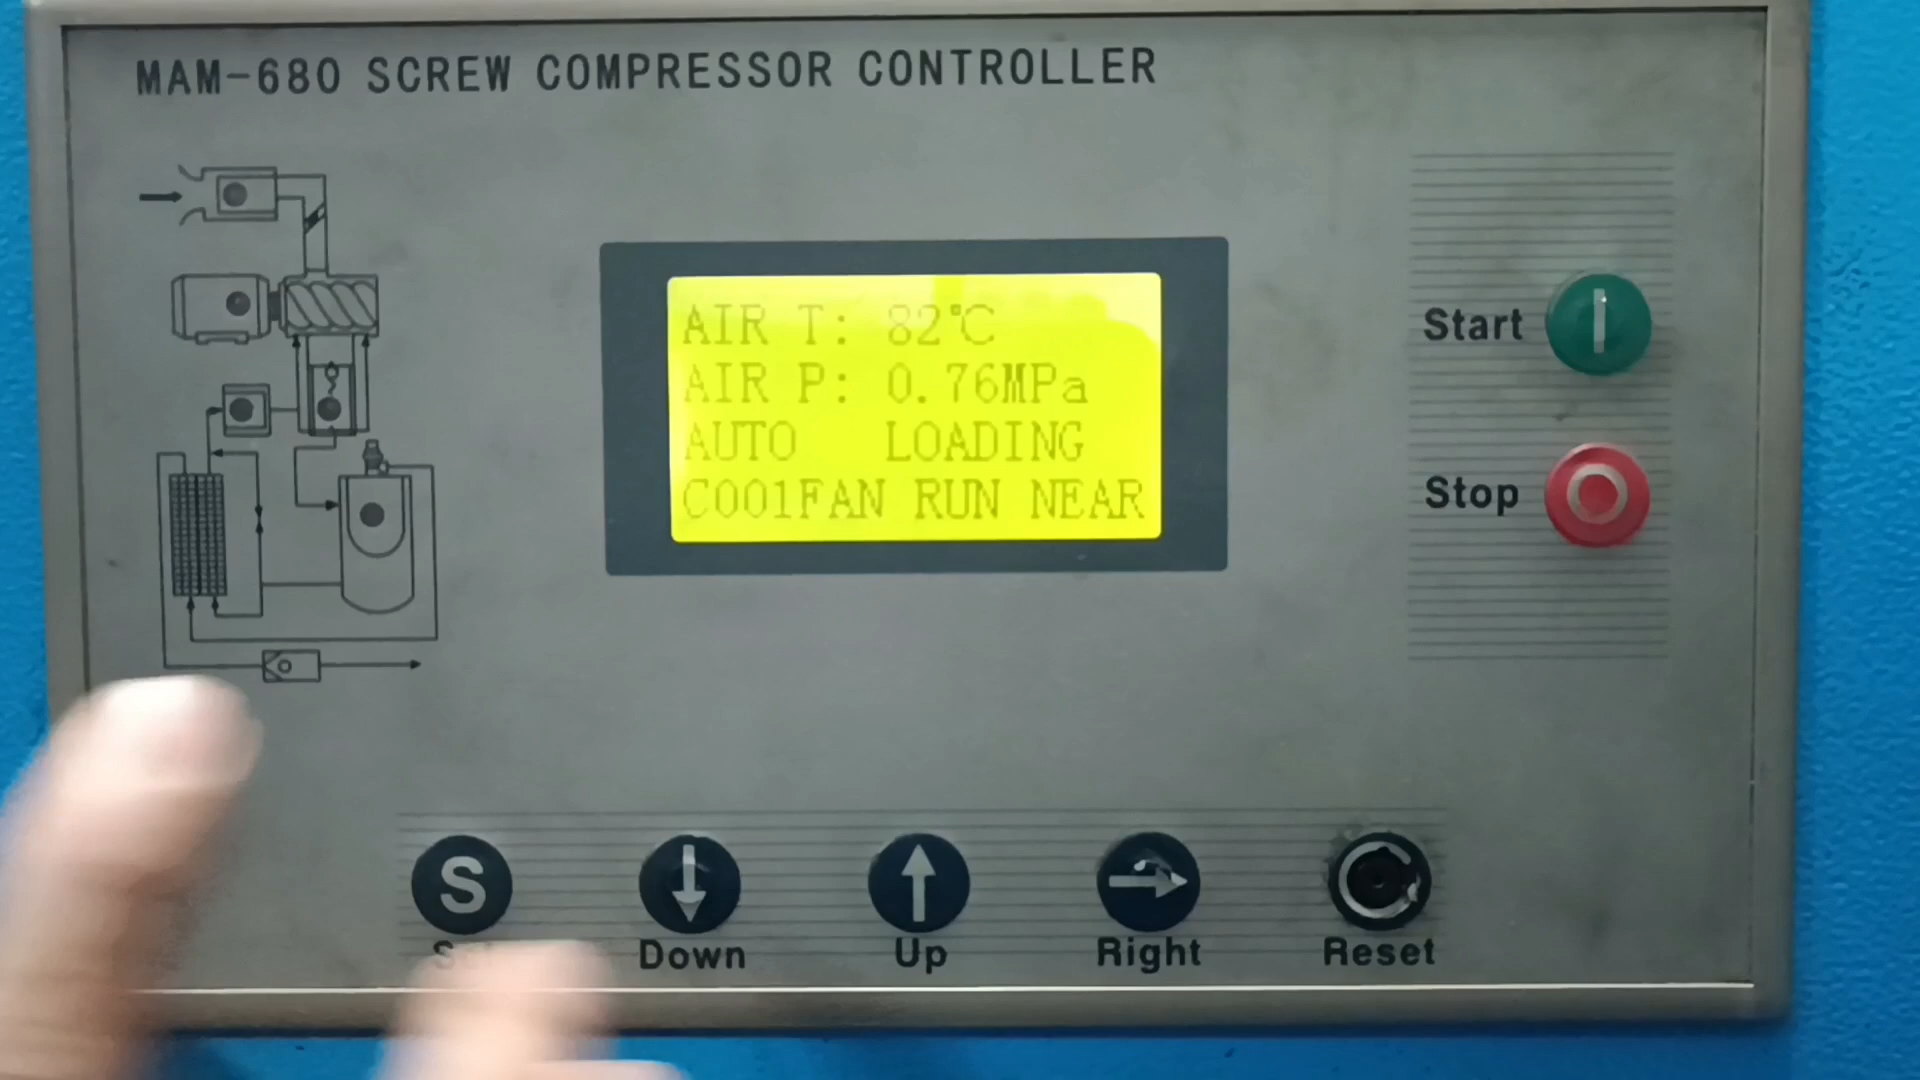 MAM-680 SCREW COMPRESSOR CONTROLLER
AIR T: 82℃
AIR P: 0.76MPa
AUTO LOADING
C001FAN RUN NEAR
Start
Stop
S
Down
Up
Right
Reset